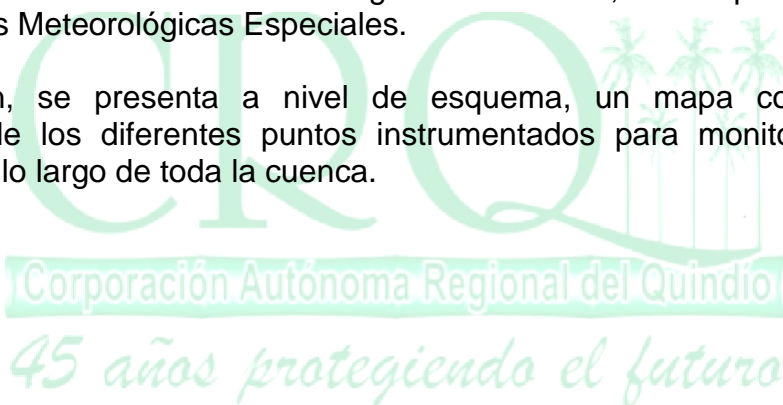 s Meteorológicas Especiales.
n, se presenta a nivel de esquema, un mapa co
de los diferentes puntos instrumentados para monito
lo largo de toda la cuenca.
CRQ
Corporación Autónoma Regional del Quindío
45 años protegiendo el futuro